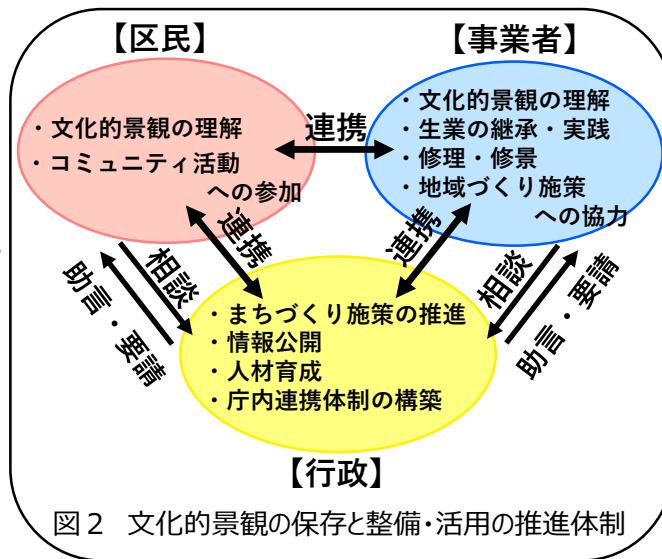 【区民】
【事業者】
・文化的景観の理解
・コミュニティ活動
への参加
連携
・文化的景観の理解
・生業の継承・実践
・修理・修景
・地域づくり施策
への協力
連携
連携
相談
助言・要請
相談
助言・要請
・まちづくり施策の推進
・情報公開
・人材育成
・庁内連携体制の構築
【行政】
図2 文化的景観の保存と整備・活用の推進体制